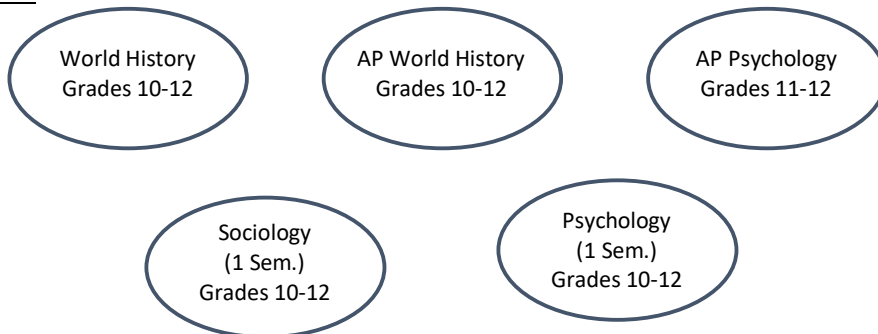 World History
Grades 10-12
AP World History
Grades 10-12
AP Psychology
Grades 11-12
Sociology
(1 Sem.)
Grades 10-12
Psychology
(1 Sem.)
Grades 10-12